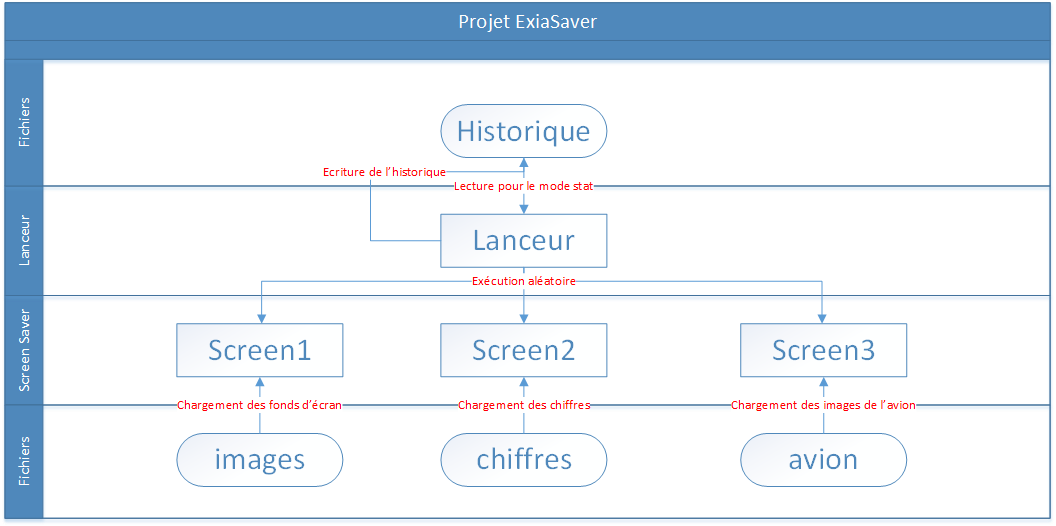 Projet ExiaSaver
Fichiers
Historique
Ecriture de l'historique
Lecture pour le mode stat
Lanceur
Lanceur
Exécution aléatoire
Screen Saver
Screen1
Screen2
Screen3
Chargement des fonds d'écran
Chargement des chiffres
Chargement des images de l'avion
Fichiers
images
chiffres
avion